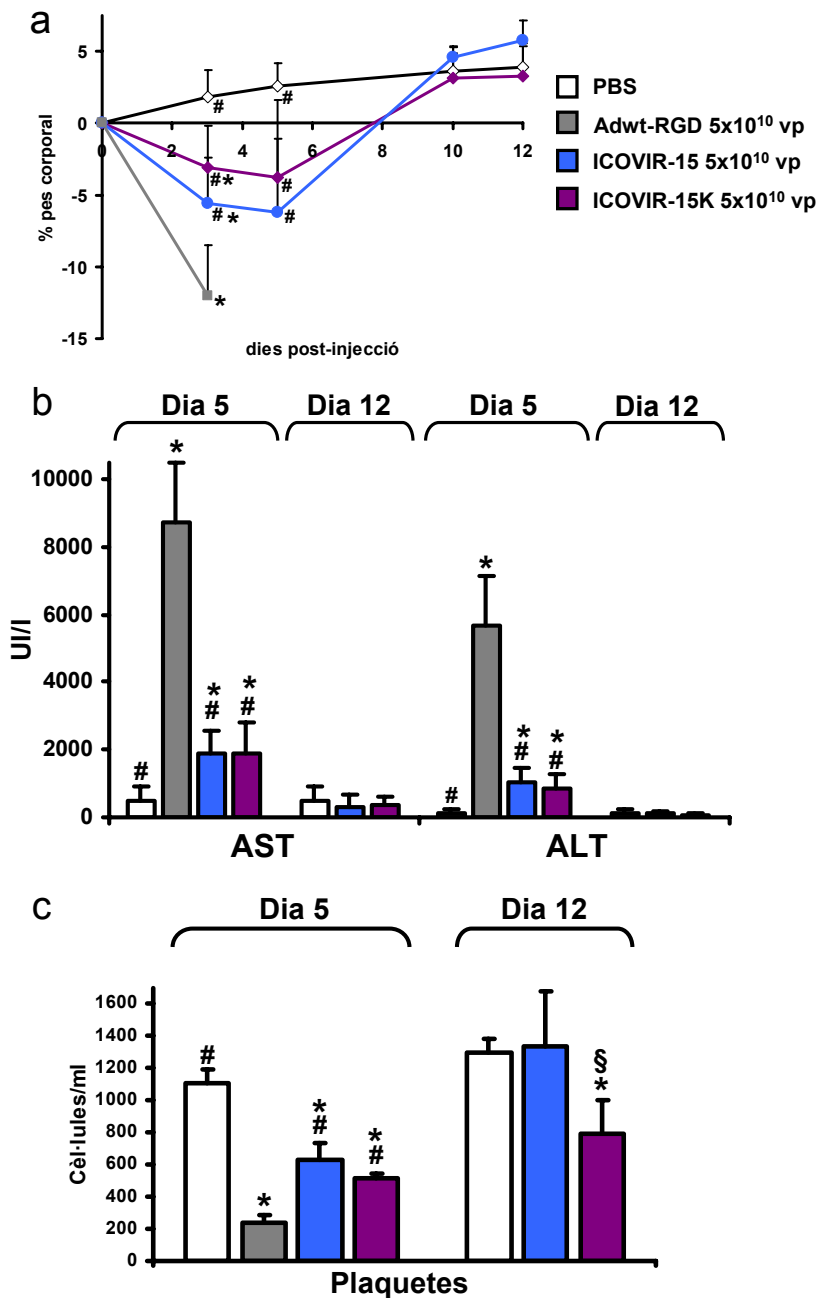 a
5
0
-5
-10
-15
0
2
4
6
8
10
12
% pes corporal
dies post-injecció
#
#
#*
#
#*
#
*
PBS
Adwt-RGD 5x10¹⁰ vp
ICOVIR-15 5x10¹⁰ vp
ICOVIR-15K 5x10¹⁰ vp
b
Dia 5
Dia 12
Dia 5
Dia 12
10000
8000
6000
4000
2000
0
UI/l
#
*
*
#
*
#
#
*
*
#
*
#
AST
ALT
c
Dia 5
Dia 12
1600
1400
1200
1000
800
600
400
200
0
Cèl·lules/ml
#
*
*
#
*
#
§
*
Plaquetes